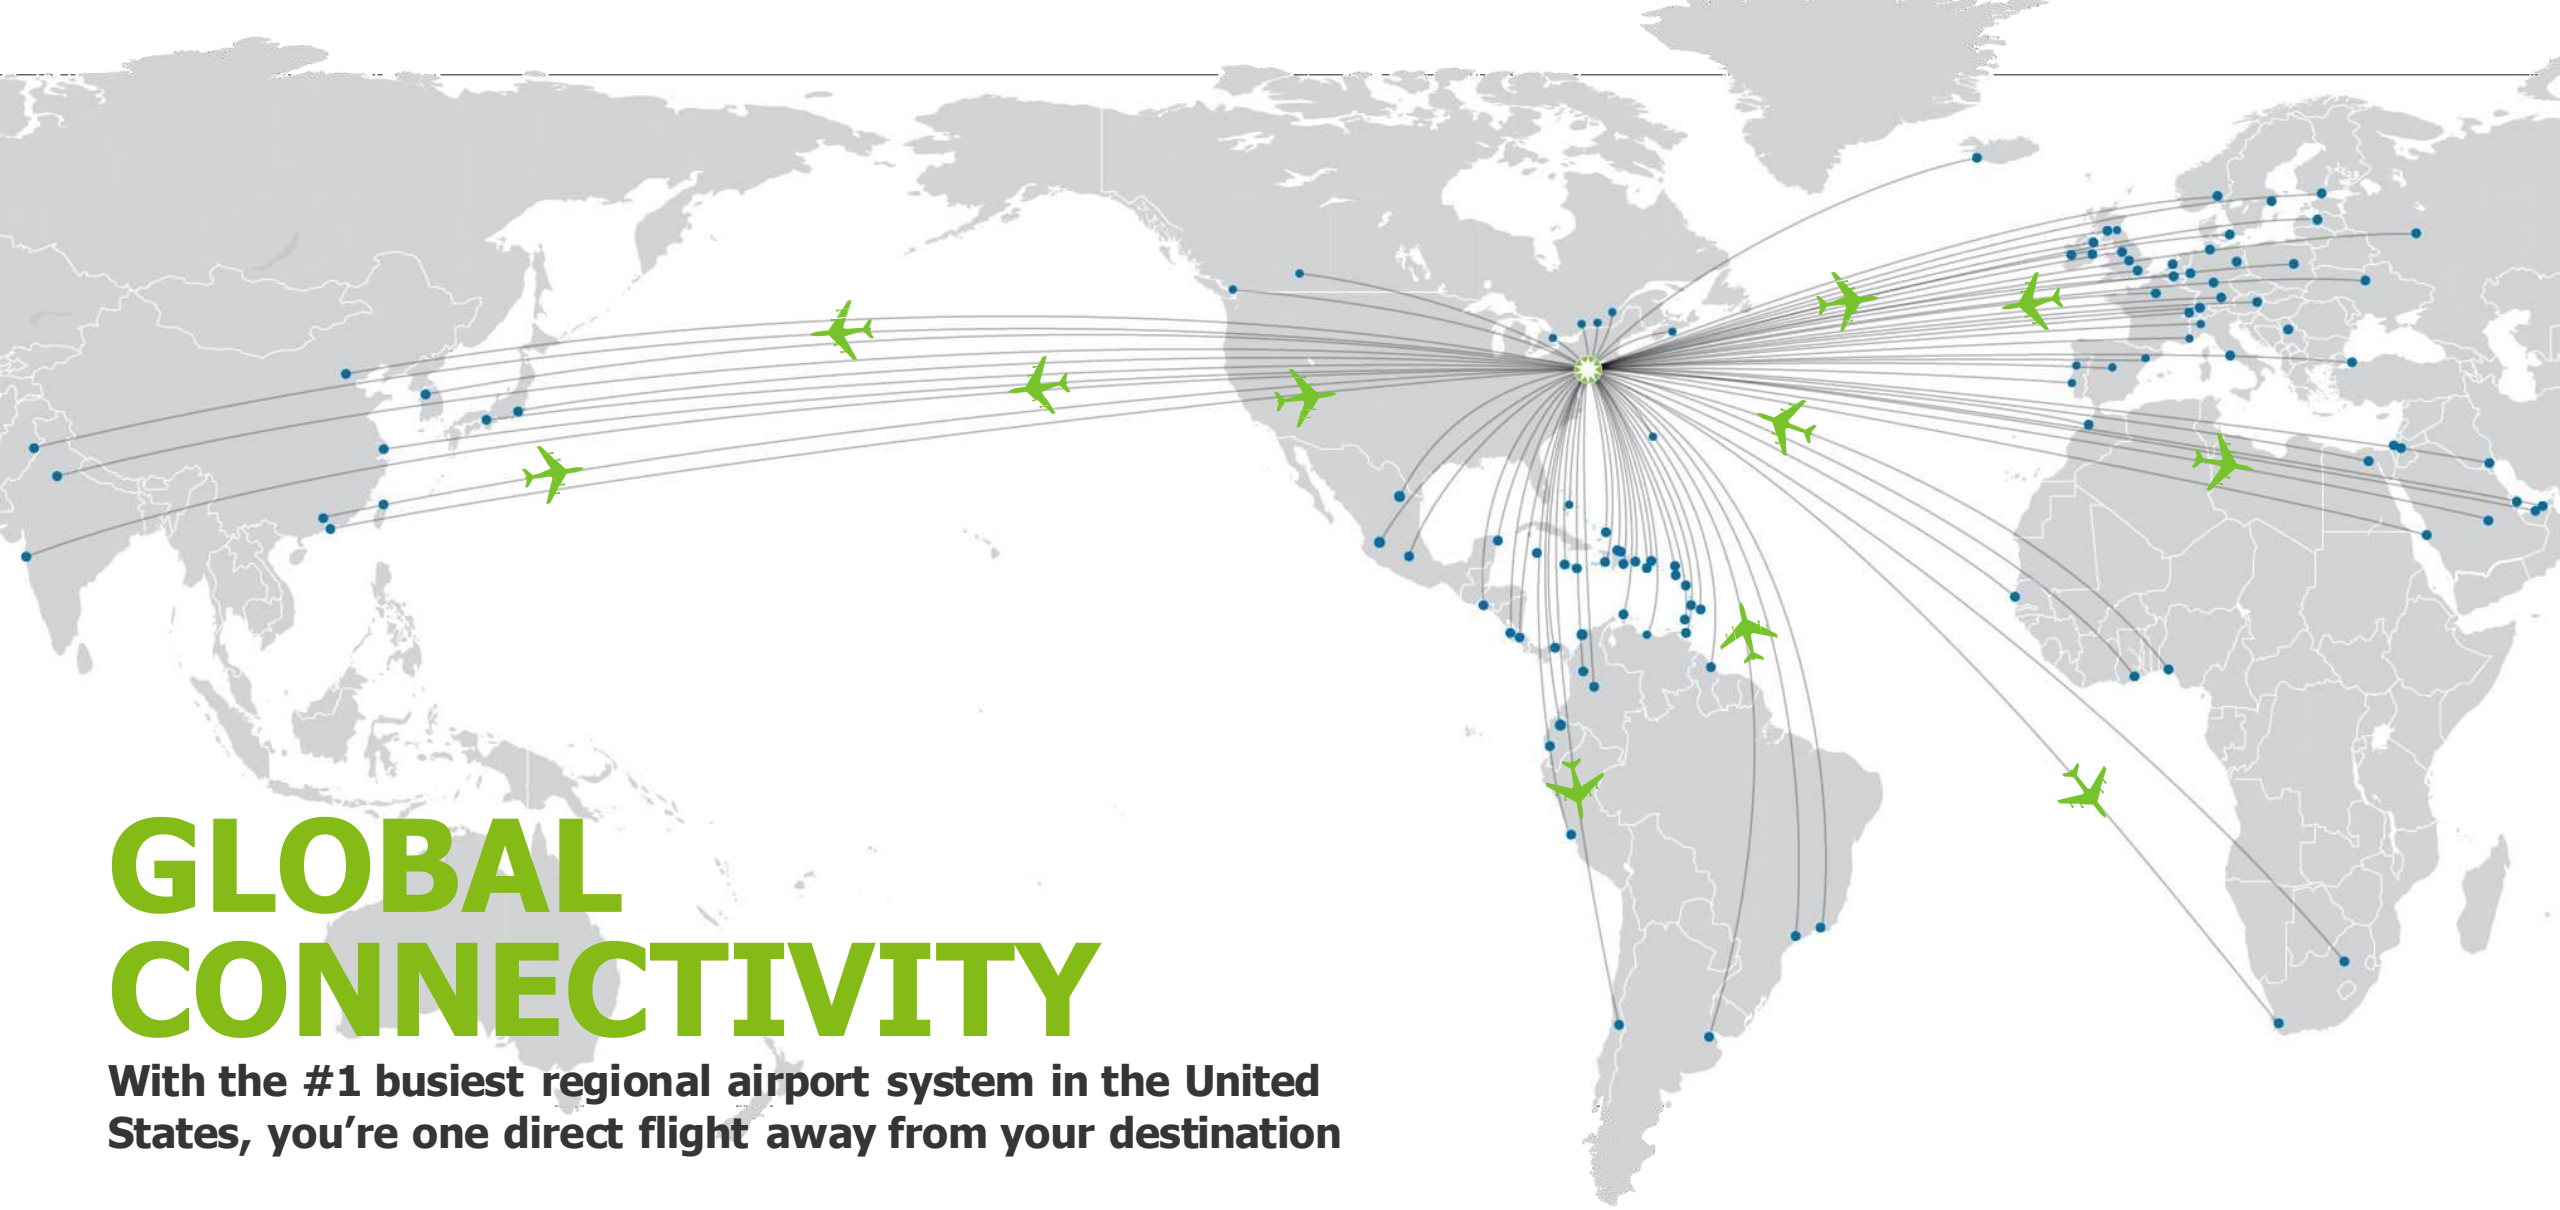 GLOBAL
CONNECTIVITY
With the #1 busiest regional airport system in the United
States, you’re one direct flight away from your destination